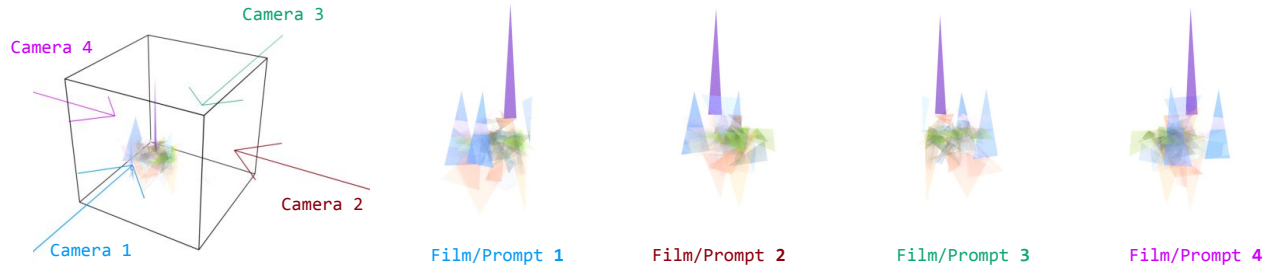 Camera 3
Camera 4
Camera 2
Camera 1
Film/Prompt 1
Film/Prompt 2
Film/Prompt 3
Film/Prompt 4